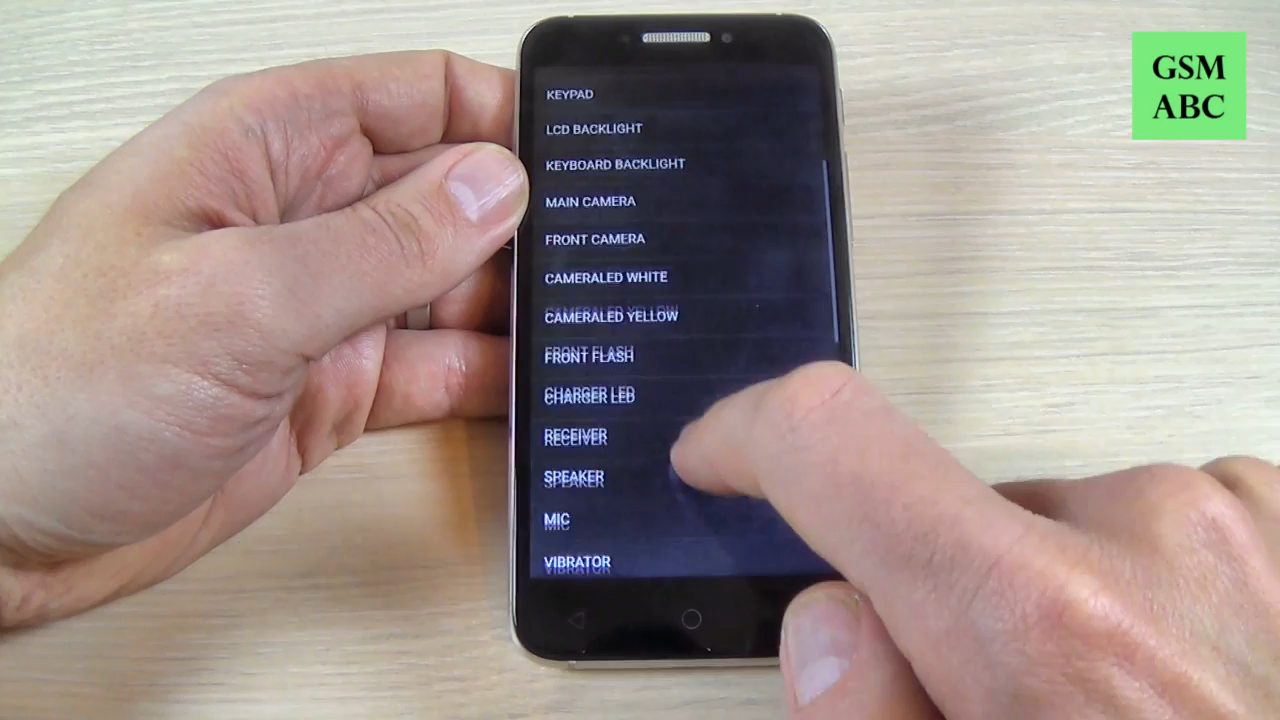 GSM
ABC
KEYPAD
LCD BACKLIGHT
KEYBOARD BACKLIGHT
MAIN CAMERA
FRONT CAMERA
CAMERALED WHITE
CAMERALED YELLOW
FRONT FLASH
CHARGER LED
RECEIVER
SPEAKER
MIC
VIBRATOR